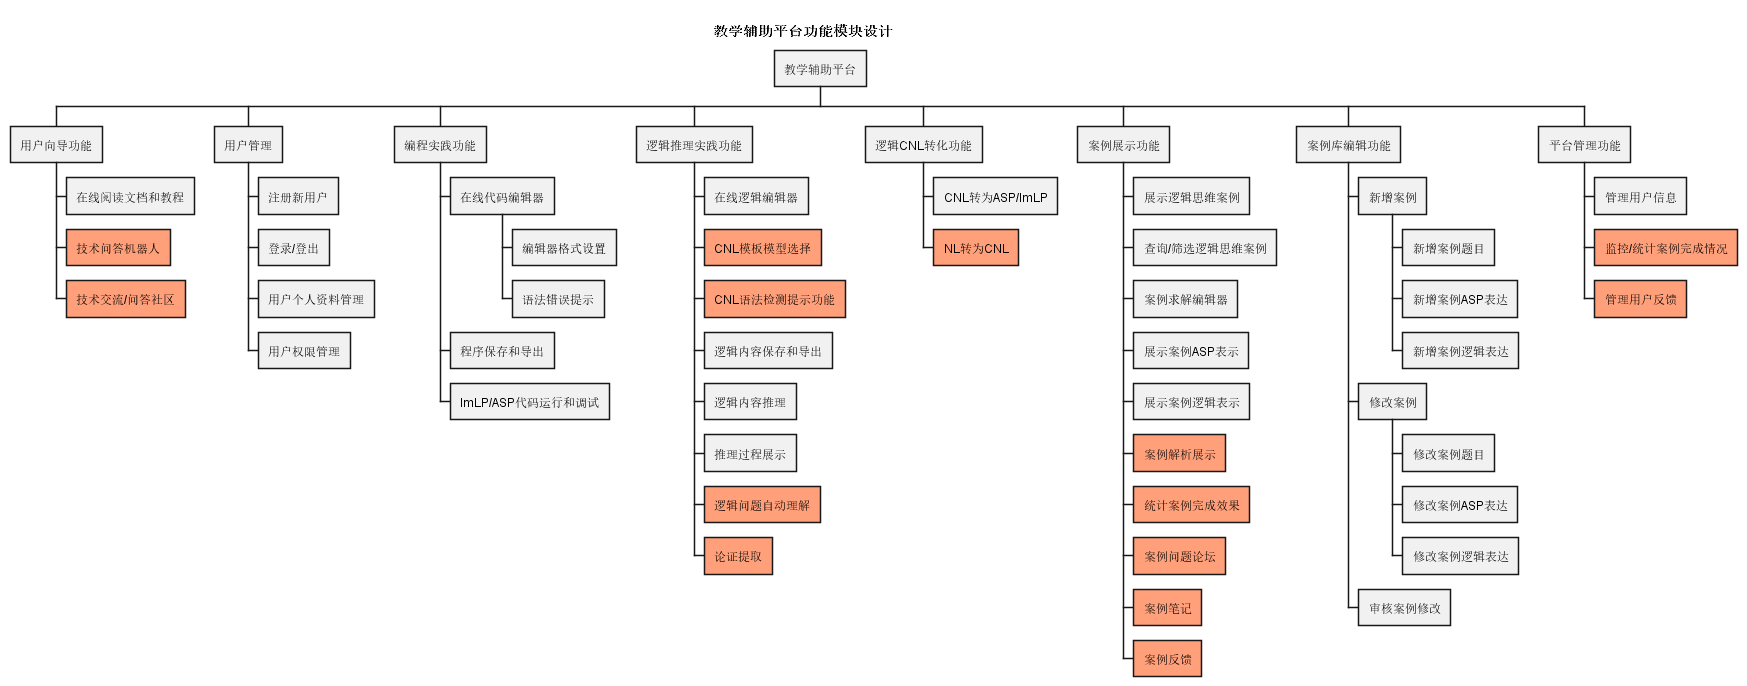 教学辅助平台功能模块设计
教学辅助平台
用户向导功能
在线阅读文档和教程
技术问答机器人
技术交流/问答社区
用户管理
注册新用户
登录/登出
用户个人资料管理
用户权限管理
编程实践功能
在线代码编辑器
编辑器格式设置
语法错误提示
程序保存和导出
ImLP/ASP代码运行和调试
逻辑推理实践功能
在线逻辑编辑器
CNL模板模型选择
CNL语法检测提示功能
逻辑内容保存和导出
逻辑内容推理
推理过程展示
逻辑问题自动理解
论证提取
逻辑CNL转化功能
CNL转为ASP/ImLP
NL转为CNL
案例展示功能
展示逻辑思维案例
查询/筛选逻辑思维案例
案例求解编辑器
展示案例ASP表示
展示案例逻辑表示
案例解析展示
统计案例完成效果
案例问题论坛
案例笔记
案例反馈
案例库编辑功能
新增案例
新增案例题目
新增案例ASP表达
新增案例逻辑表达
修改案例
修改案例题目
修改案例ASP表达
修改案例逻辑表达
审核案例修改
平台管理功能
管理用户信息
监控/统计案例完成情况
管理用户反馈